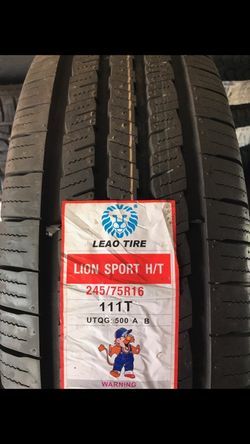 LEAO TIRE
LION SPORT H/T
245/75R16
111T
UTQG: 500 A B
WARNING